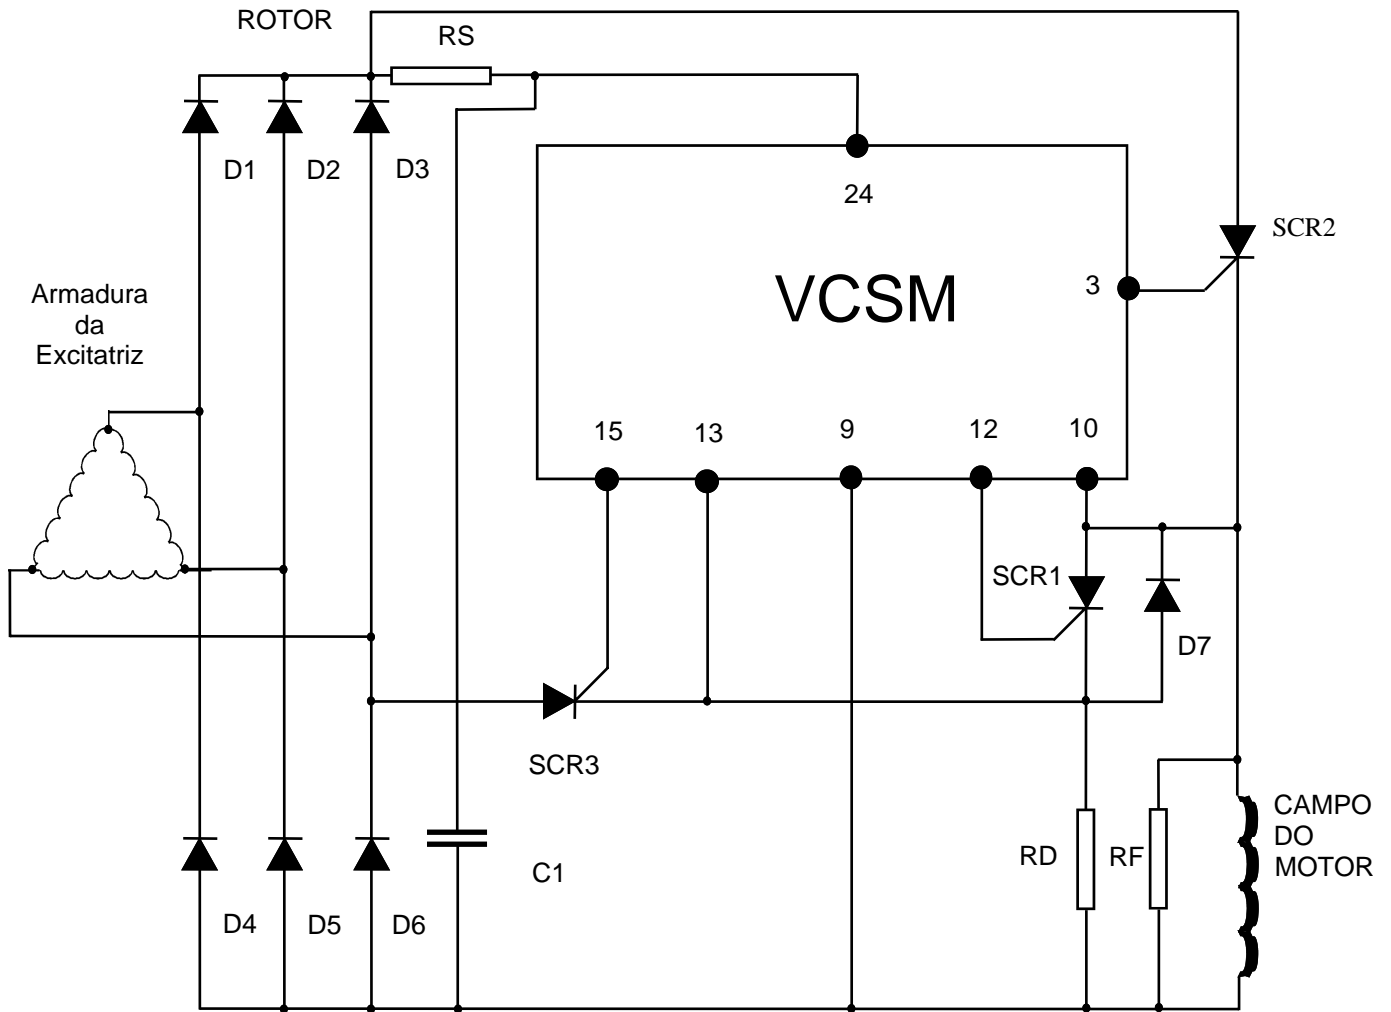 ROTOR
RS
D1
D2
D3
24
SCR2
3
VCSM
Armadura
da
Excitatriz
15
13
9
12
10
SCR1
D7
SCR3
CAMPO
DO
MOTOR
RD
RF
C1
D4
D5
D6